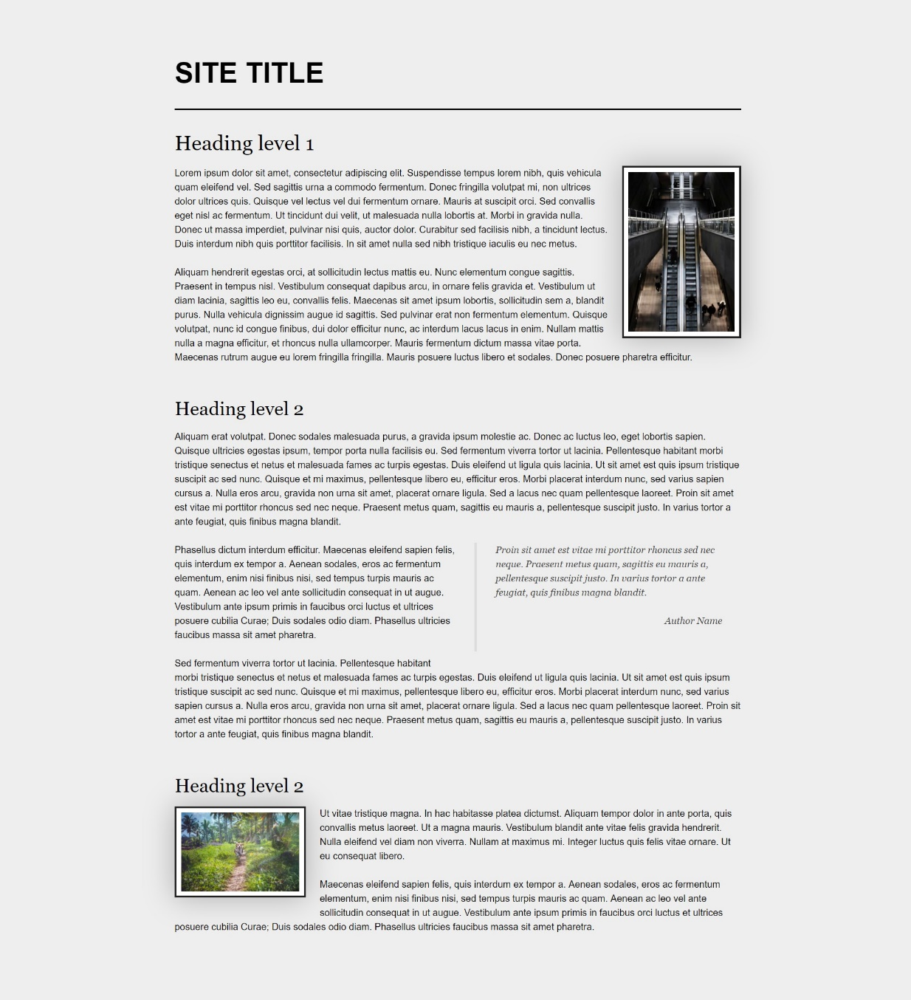 SITE TITLE
Heading level 1
Lorem ipsum dolor sit amet, consectetur adipiscing elit. Suspendisse tempus lorem nibh, quis vehicula
quam eleifend vel. Sed sagittis urna a commodo fermentum. Donec fringilla volutpat mi, non ultrices
dolor ultrices quis. Quisque vel lectus vel dui fermentum ornare. Mauris at suscipit orci. Sed convallis
eget nisl ac fermentum. Ut tincidunt dui velit, ut malesuada nulla lobortis at. Morbi in gravida nulla.
Donec ut massa imperdiet, pulvinar nisi quis, auctor dolor. Curabitur sed facilisis nibh, a tincidunt lectus.
Duis interdum nibh quis porttitor facilisis. In sit amet nulla sed nibh tristique iaculis eu nec metus.
Aliquam hendrerit egestas orci, at sollicitudin lectus mattis eu. Nunc elementum congue sagittis.
Praesent in tempus nisl. Vestibulum consequat dapibus arcu, in ornare felis gravida et. Vestibulum ut
diam lacinia, sagittis leo eu, convallis felis. Maecenas sit amet ipsum lobortis, sollicitudin sem a, blandit
purus. Nulla vehicula dignissim augue id sagittis. Sed pulvinar erat non fermentum elementum. Quisque
volutpat, nunc id congue finibus, dui dolor efficitur nunc, ac interdum lacus lacus in enim. Nullam mattis
nulla a magna efficitur, et rhoncus nulla ullamcorper. Mauris fermentum dictum massa vitae porta.
Maecenas rutrum augue eu lorem fringilla fringilla. Mauris posuere luctus libero et sodales. Donec posuere pharetra efficitur.
Heading level 2
Aliquam erat volutpat. Donec sodales malesuada purus, a gravida ipsum molestie ac. Donec ac luctus leo, eget lobortis sapien.
Quisque ultricies egestas ipsum, tempor porta nulla facilisis eu. Sed fermentum viverra tortor ut lacinia. Pellentesque habitant morbi
tristique senectus et netus et malesuada fames ac turpis egestas. Duis eleifend ut ligula quis lacinia. Ut sit amet est quis ipsum tristique
suscipit ac sed nunc. Quisque et mi maximus, pellentesque libero eu, efficitur eros. Morbi placerat interdum nunc, sed varius sapien
cursus a. Nulla eros arcu, gravida non urna sit amet, placerat ornare ligula. Sed a lacus nec quam pellentesque laoreet. Proin sit amet
est vitae mi porttitor rhoncus sed nec neque. Praesent metus quam, sagittis eu mauris a, pellentesque suscipit justo. In varius tortor a
ante feugiat, quis finibus magna blandit.
Phasellus dictum interdum efficitur. Maecenas eleifend sapien felis,
quis interdum ex tempor a. Aenean sodales, eros ac fermentum
elementum, enim nisi finibus nisi, sed tempus turpis mauris ac
quam. Aenean ac leo vel ante sollicitudin consequat in ut augue.
Vestibulum ante ipsum primis in faucibus orci luctus et ultrices
posuere cubilia Curae; Duis sodales odio diam. Phasellus ultricies
faucibus massa sit amet pharetra.
Proin sit amet est vitae mi porttitor rhoncus sed nec
neque. Praesent metus quam, sagittis eu mauris a,
pellentesque suscipit justo. In varius tortor a ante
feugiat, quis finibus magna blandit.
Author Name
Sed fermentum viverra tortor ut lacinia. Pellentesque habitant
morbi tristique senectus et netus et malesuada fames ac turpis egestas. Duis eleifend ut ligula quis lacinia. Ut sit amet est quis ipsum
tristique suscipit ac sed nunc. Quisque et mi maximus, pellentesque libero eu, efficitur eros. Morbi placerat interdum nunc, sed varius
sapien cursus a. Nulla eros arcu, gravida non urna sit amet, placerat ornare ligula. Sed a lacus nec quam pellentesque laoreet. Proin sit
amet est vitae mi porttitor rhoncus sed nec neque. Praesent metus quam, sagittis eu mauris a, pellentesque suscipit justo. In varius
tortor a ante feugiat, quis finibus magna blandit.
Heading level 2
Ut vitae tristique magna. In hac habitasse platea dictumst. Aliquam tempor dolor in ante porta, quis
convallis metus laoreet. Ut a magna mauris. Vestibulum blandit ante vitae felis gravida hendrerit.
Nulla eleifend vel diam non viverra. Nullam at maximus mi. Integer luctus quis felis vitae ornare. Ut
eu consequat libero.
Maecenas eleifend sapien felis, quis interdum ex tempor a. Aenean sodales, eros ac fermentum
elementum, enim nisi finibus nisi, sed tempus turpis mauris ac quam. Aenean ac leo vel ante
sollicitudin consequat in ut augue. Vestibulum ante ipsum primis in faucibus orci luctus et ultrices
posuere cubilia Curae; Duis sodales odio diam. Phasellus ultricies faucibus massa sit amet pharetra.